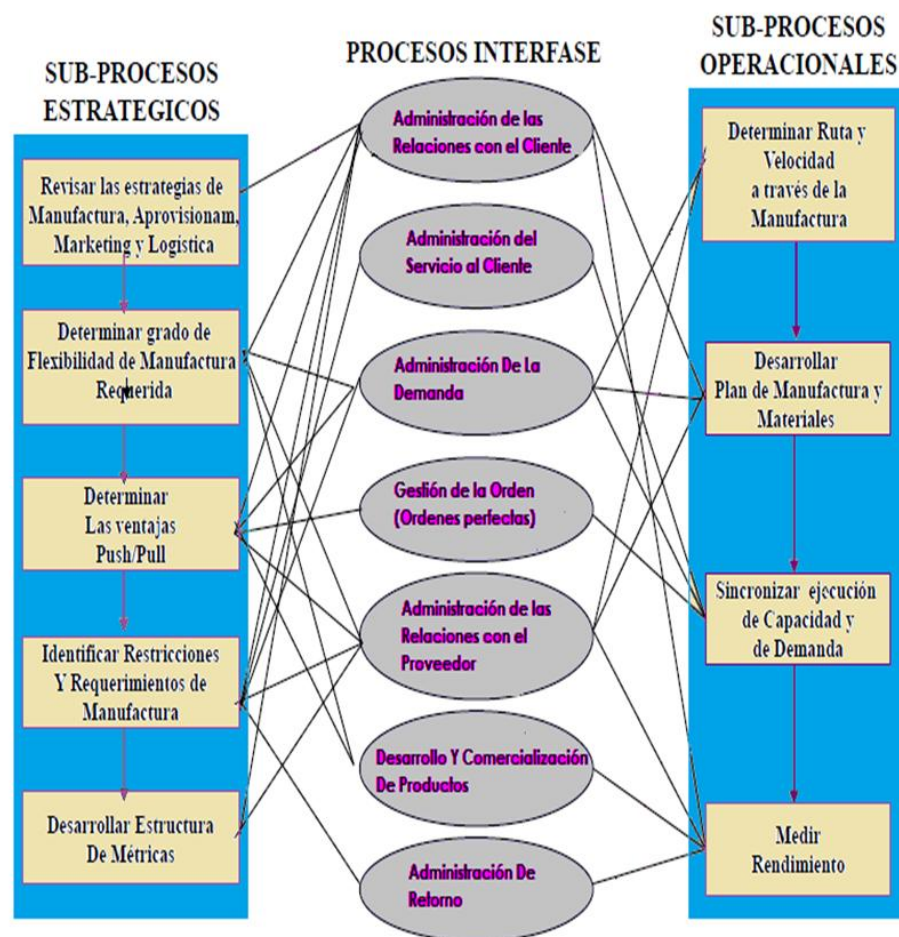 SUB-PROCESOS
ESTRATEGICOS
Revisar las estrategias de
Manufactura, Aprovisionam,
Marketing y Logística
Determinar grado de
Flexibilidad de Manufactura
Requerida
Determinar
Las ventajas
Push/Pull
Identificar Restricciones
Y Requerimientos de
Manufactura
Desarrollar Estructura
De Métricas
PROCESOS INTERFASE
Administración de las
Relaciones con el Cliente
Administración del
Servicio al Cliente
Administración De La
Demanda
Gestión de la Orden
(Ordenes perfectas)
Administración de las
Relaciones con el
Proveedor
Desarrollo Y Comercialización
De Productos
Administración De
Retorno
SUB-PROCESOS
OPERACIONALES
Determinar Ruta y
Velocidad
a través de la
Manufactura
Desarrollar
Plan de Manufactura y
Materiales
Sincronizar ejecución
de Capacidad y
de Demanda
Medir
Rendimiento